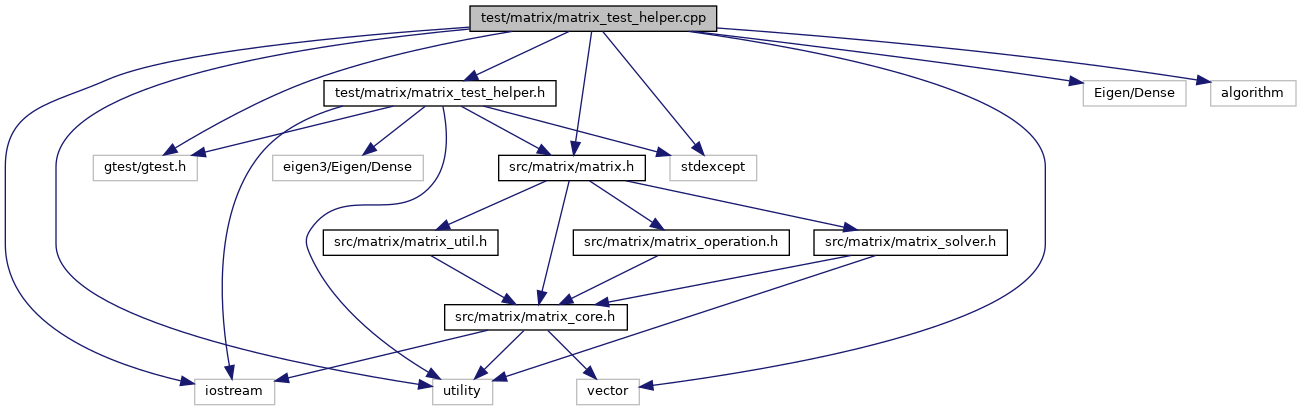 test/matrix/matrix_test_helper.cpp
test/matrix/matrix_test_helper.h
Eigen/Dense
algorithm
gtest/gtest.h
eigen3/Eigen/Dense
src/matrix/matrix.h
stdexcept
src/matrix/matrix_util.h
src/matrix/matrix_operation.h
src/matrix/matrix_solver.h
src/matrix/matrix_core.h
iostream
utility
vector